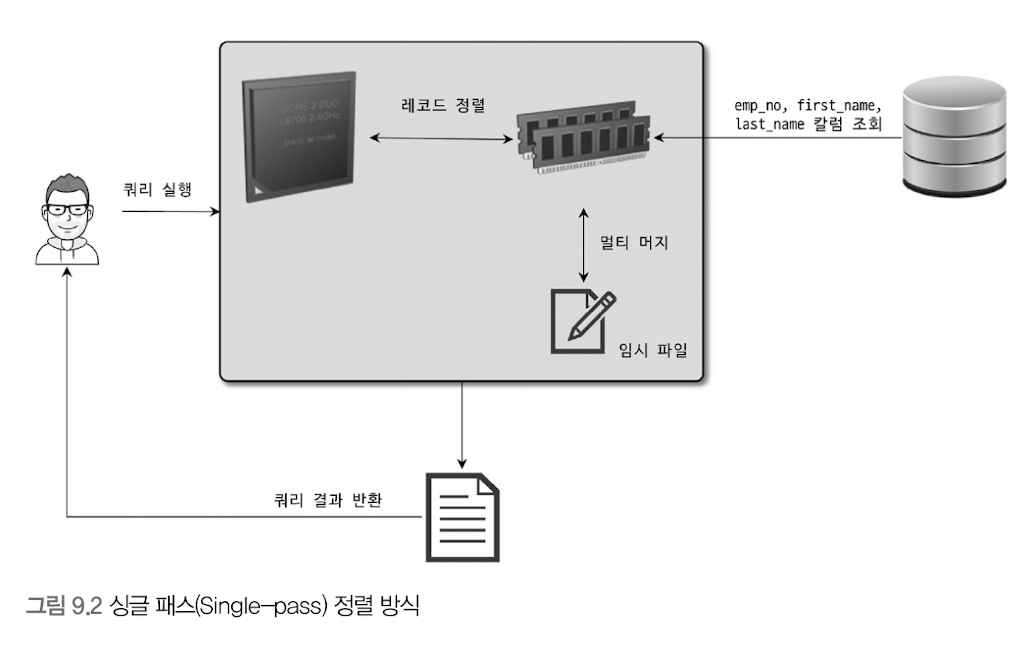 CORE 2 DUO
L6700 2.4GHz
MADE IN CHINA
레코드 정렬
emp_no, first_name,
last_name 칼럼 조회
쿼리 실행
멀티 머지
임시 파일
쿼리 결과 반환
그림 9.2 싱글 패스(Single-pass) 정렬 방식